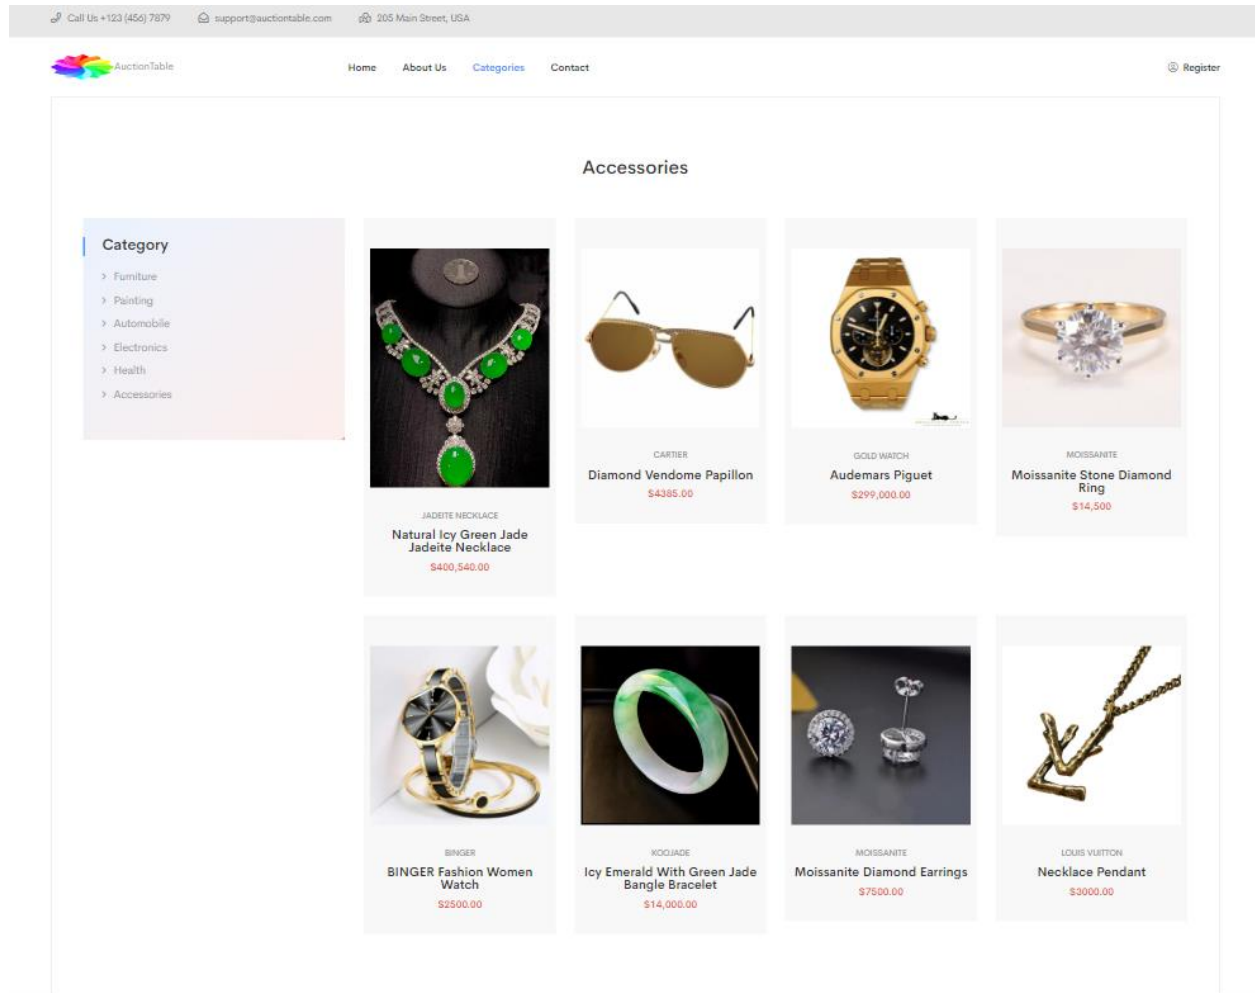 Call Us +123 (456) 7879
support@auctiontable.com
205 Main Street, USA
AuctionTable
Home
About Us
Categories
Contact
Register
Accessories
Category
Furniture
Painting
Automobile
Electronics
Health
Accessories
JADEITE NECKLACE
Natural Icy Green Jade
Jadeite Necklace
$400,540.00
CARTIER
Diamond Vendome Papillon
$4385.00
GOLD WATCH
Audemars Piguet
$299,000.00
MOISSANITE
Moissanite Stone Diamond
Ring
$14,500
BINGER
BINGER Fashion Women
Watch
$2500.00
KOOJADE
Icy Emerald With Green Jade
Bangle Bracelet
$14,000.00
MOISSANITE
Moissanite Diamond Earrings
$7500.00
LOUIS VUITTON
Necklace Pendant
$3000.00